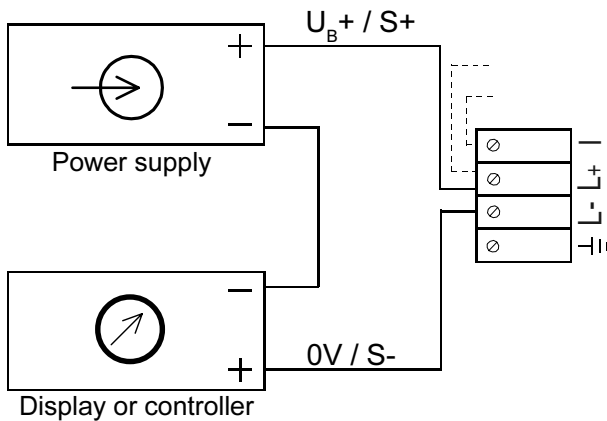 U_B+ / S+
+
−
Power supply
I
L+
L-
−
+
0V / S-
Display or controller